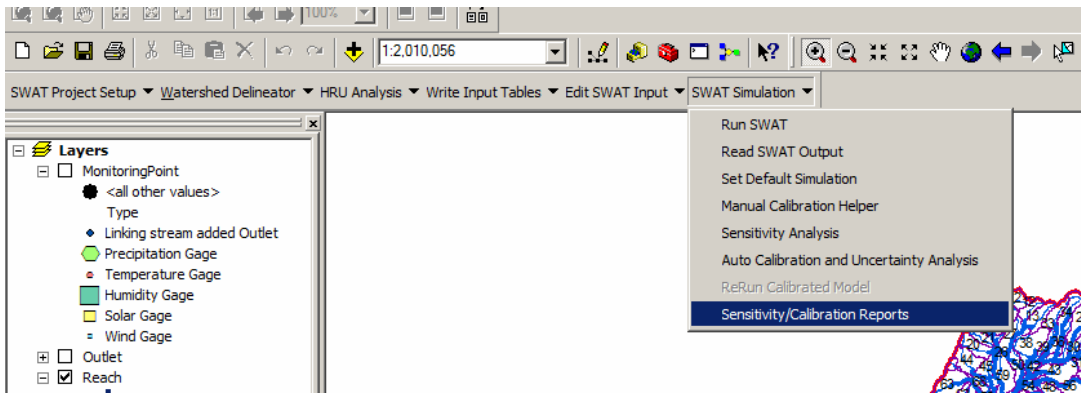 100%
1:2,010,056
SWAT Project Setup Watershed Delineator HRU Analysis Write Input Tables Edit SWAT Input SWAT Simulation
Run SWAT
Read SWAT Output
Set Default Simulation
Manual Calibration Helper
Sensitivity Analysis
Auto Calibration and Uncertainty Analysis
ReRun Calibrated Model
Sensitivity/Calibration Reports
Layers
MonitoringPoint
<all other values>
Type
Linking stream added Outlet
Precipitation Gage
Temperature Gage
Humidity Gage
Solar Gage
Wind Gage
Outlet
Reach